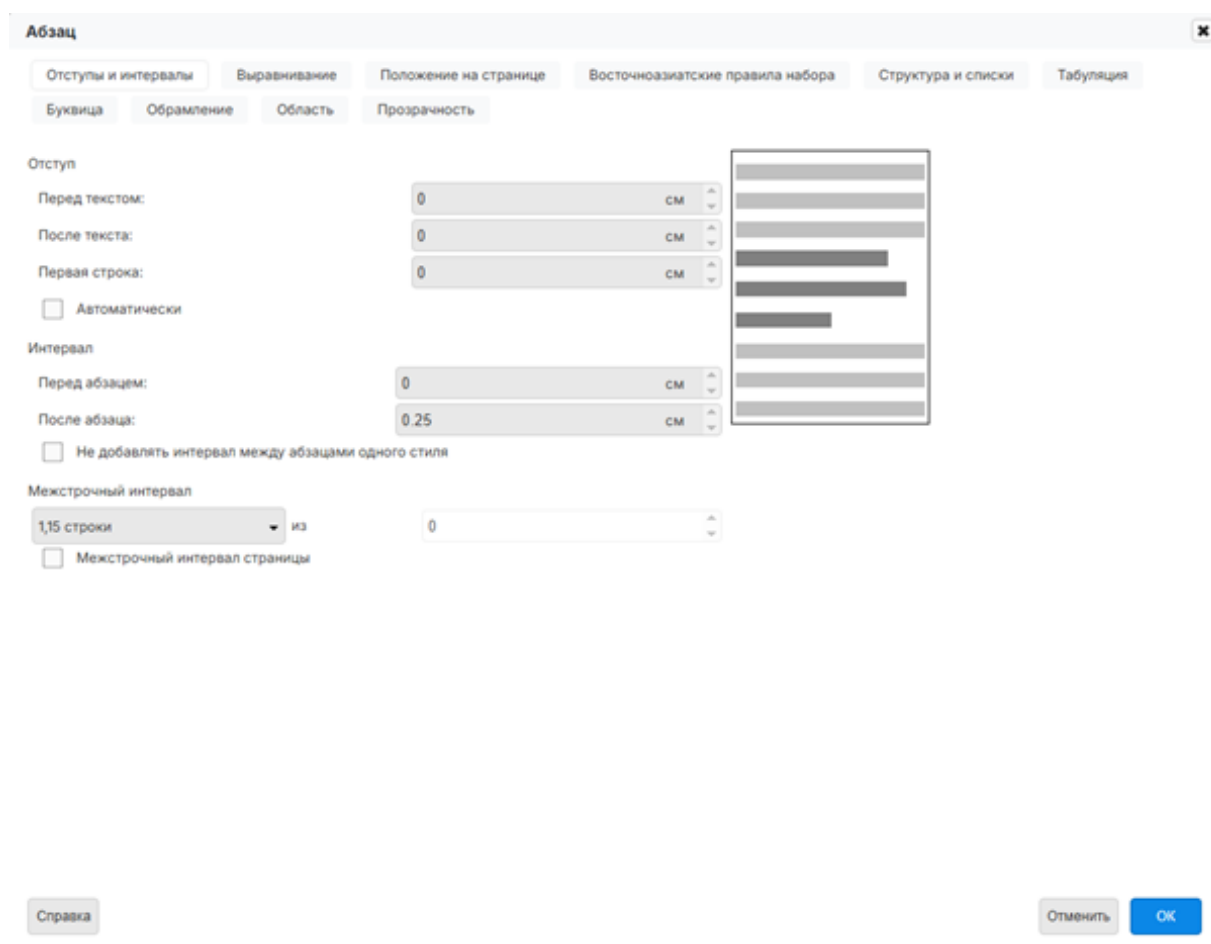 Абзац
Отступы и интервалы Выравнивание Положение на странице Восточноазиатские правила набора Структура и списки Табуляция
Буквица Обрамление Область Прозрачность
Отступ
Перед текстом: 0 см
После текста: 0 см
Первая строка: 0 см
Автоматически
Интервал
Перед абзацем: 0 см
После абзаца: 0.25 см
Не добавлять интервал между абзацами одного стиля
Межстрочный интервал
1,15 строки из 0
Межстрочный интервал страницы
Справка Отменить ОК